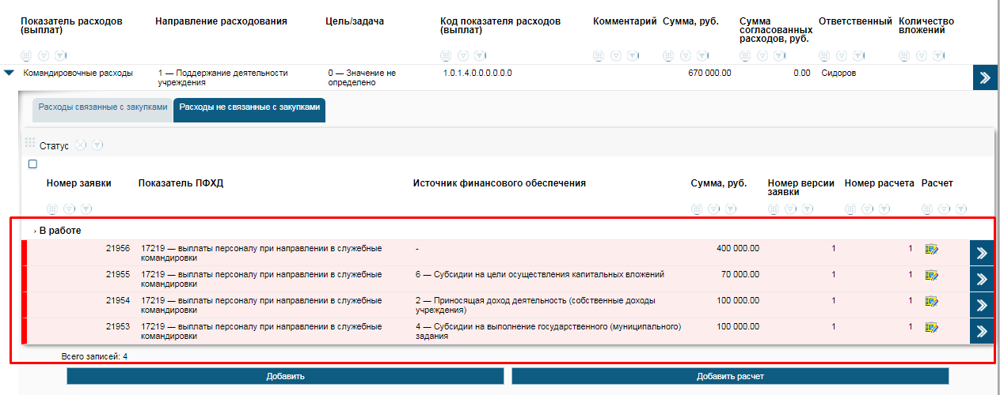 Показатель расходов (выплат) Направление расходования Цель/задача Код показателя расходов (выплат) Комментарий Сумма, руб. Сумма согласованных расходов, руб. Ответственный Количество вложений
Командировочные расходы 1 — Поддержание деятельности учреждения 0 — Значение не определено 1.0.1.4.0.0.0.0.0.0 670 000.00 0.00 Сидоров
Расходы связанные с закупками Расходы не связанные с закупками
Статус
Номер заявки Показатель ПФХД Источник финансового обеспечения Сумма, руб. Номер версии заявки Номер расчета Расчет
› В работе
21956 17219 — выплаты персоналу при направлении в служебные командировки - 400 000.00 1 1
21955 17219 — выплаты персоналу при направлении в служебные командировки 6 — Субсидии на цели осуществления капитальных вложений 70 000.00 1 1
21954 17219 — выплаты персоналу при направлении в служебные командировки 2 — Приносящая доход деятельность (собственные доходы учреждения) 100 000.00 1 1
21953 17219 — выплаты персоналу при направлении в служебные командировки 4 — Субсидии на выполнение государственного (муниципального) задания 100 000.00 1 1
Всего записей: 4
Добавить Добавить расчет